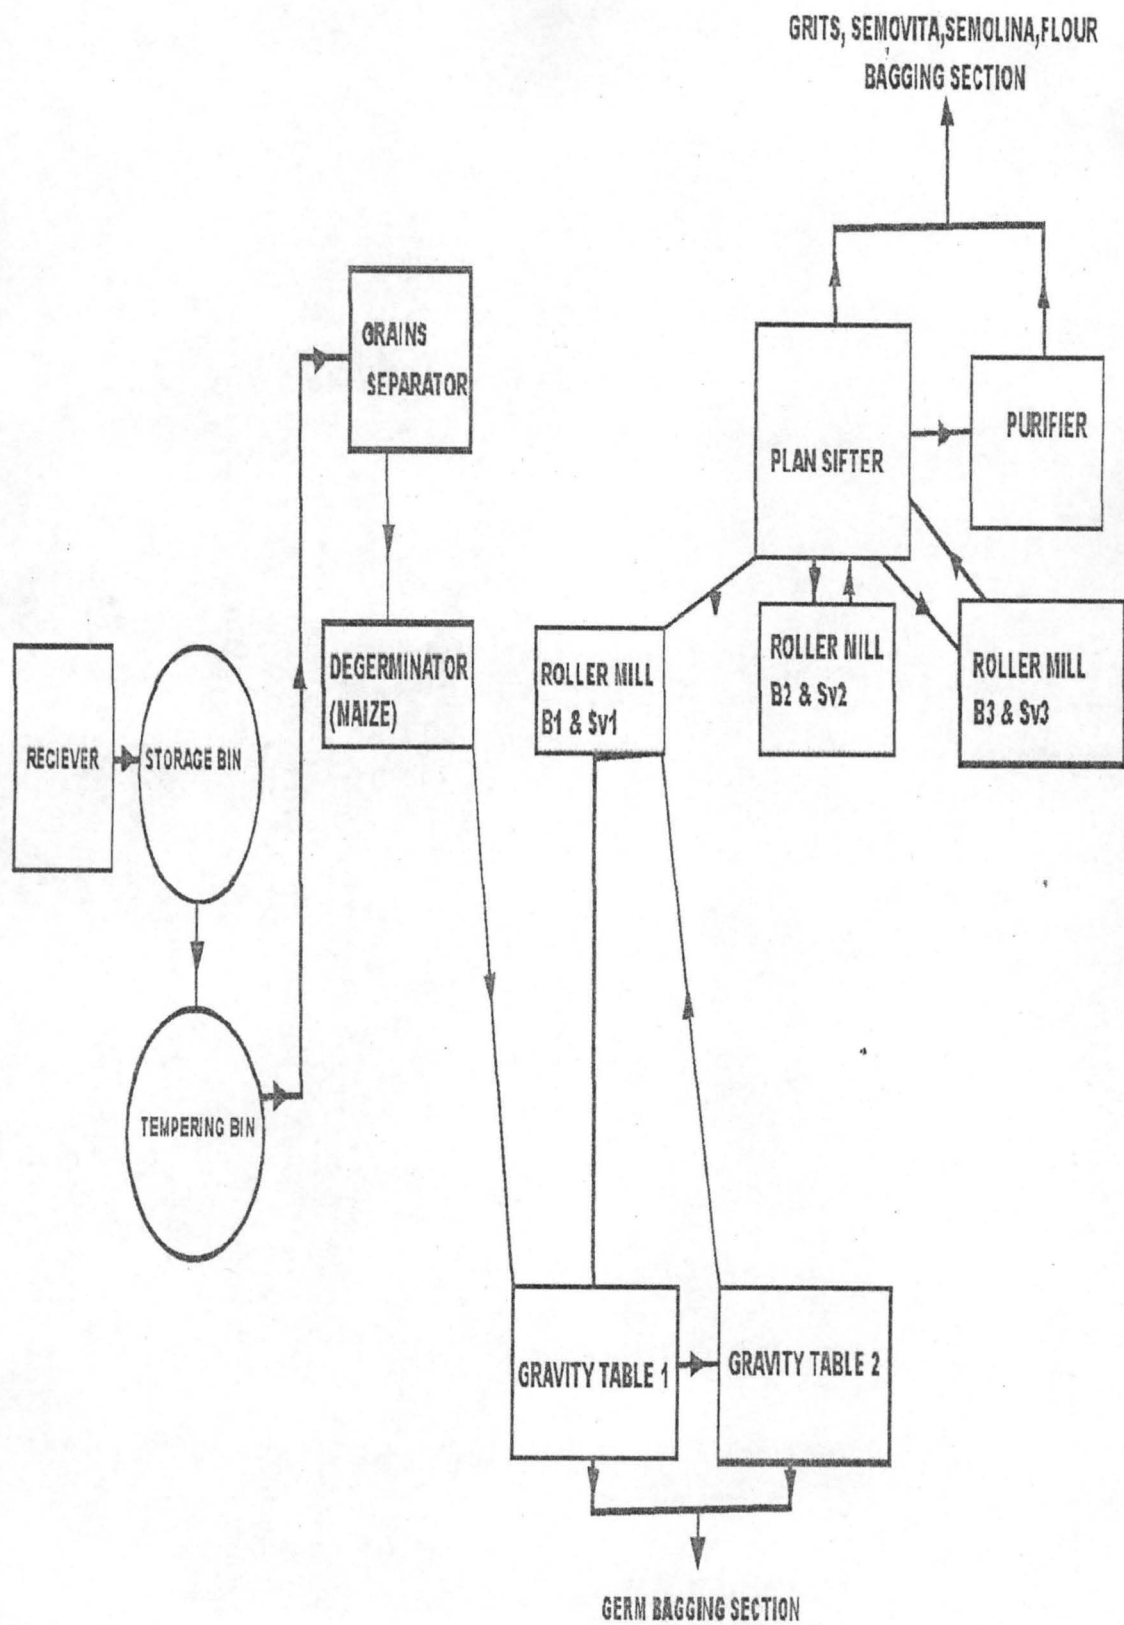 GRITS, SEMOVITA,SEMOLINA,FLOUR
BAGGING SECTION
GRAINS
SEPARATOR
PLAN SIFTER
PURIFIER
DEGERMINATOR
(MAIZE)
ROLLER MILL
B1 & Sv1
ROLLER MILL
B2 & Sv2
ROLLER MILL
B3 & Sv3
RECIEVER
STORAGE BIN
TEMPERING BIN
GRAVITY TABLE 1
GRAVITY TABLE 2
GERM BAGGING SECTION